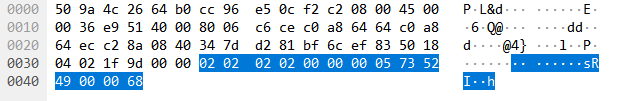 0000 50 9a 4c 26 64 b0 cc 96 e5 0c f2 c2 08 00 45 00 P·L&d··· ······E·
0010 00 36 e9 51 40 00 80 06 c6 ce c0 a8 64 64 c0 a8 ·6·Q@··· ····dd··
0020 64 ec c2 8a 08 40 34 7d d2 81 bf 6c ef 83 50 18 d····@4} ···l··P·
0030 04 02 1f 9d 00 00 02 02 02 02 00 00 00 05 73 52 ········ ······sR
0040 49 00 00 68 I··h